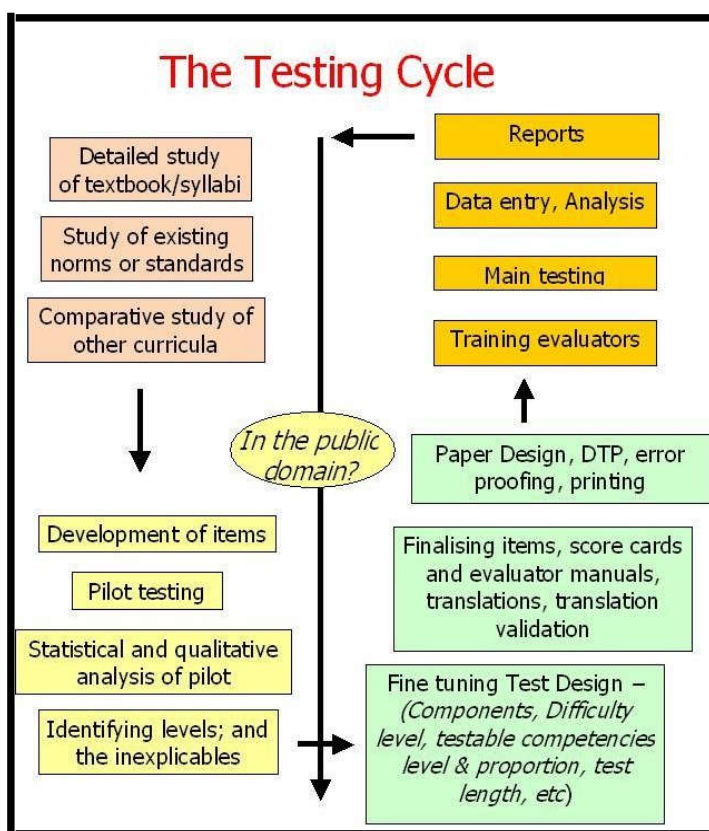 The Testing Cycle
Detailed study
of textbook/syllabi
Study of existing
norms or standards
Comparative study of
other curricula
Development of items
Pilot testing
Statistical and qualitative
analysis of pilot
Identifying levels; and
the inexplicables
In the public
domain?
Reports
Data entry, Analysis
Main testing
Training evaluators
Paper Design, DTP, error
proofing, printing
Finalising items, score cards
and evaluator manuals,
translations, translation
validation
Fine tuning Test Design –
(Components, Difficulty
level, testable competencies
level & proportion, test
length, etc)